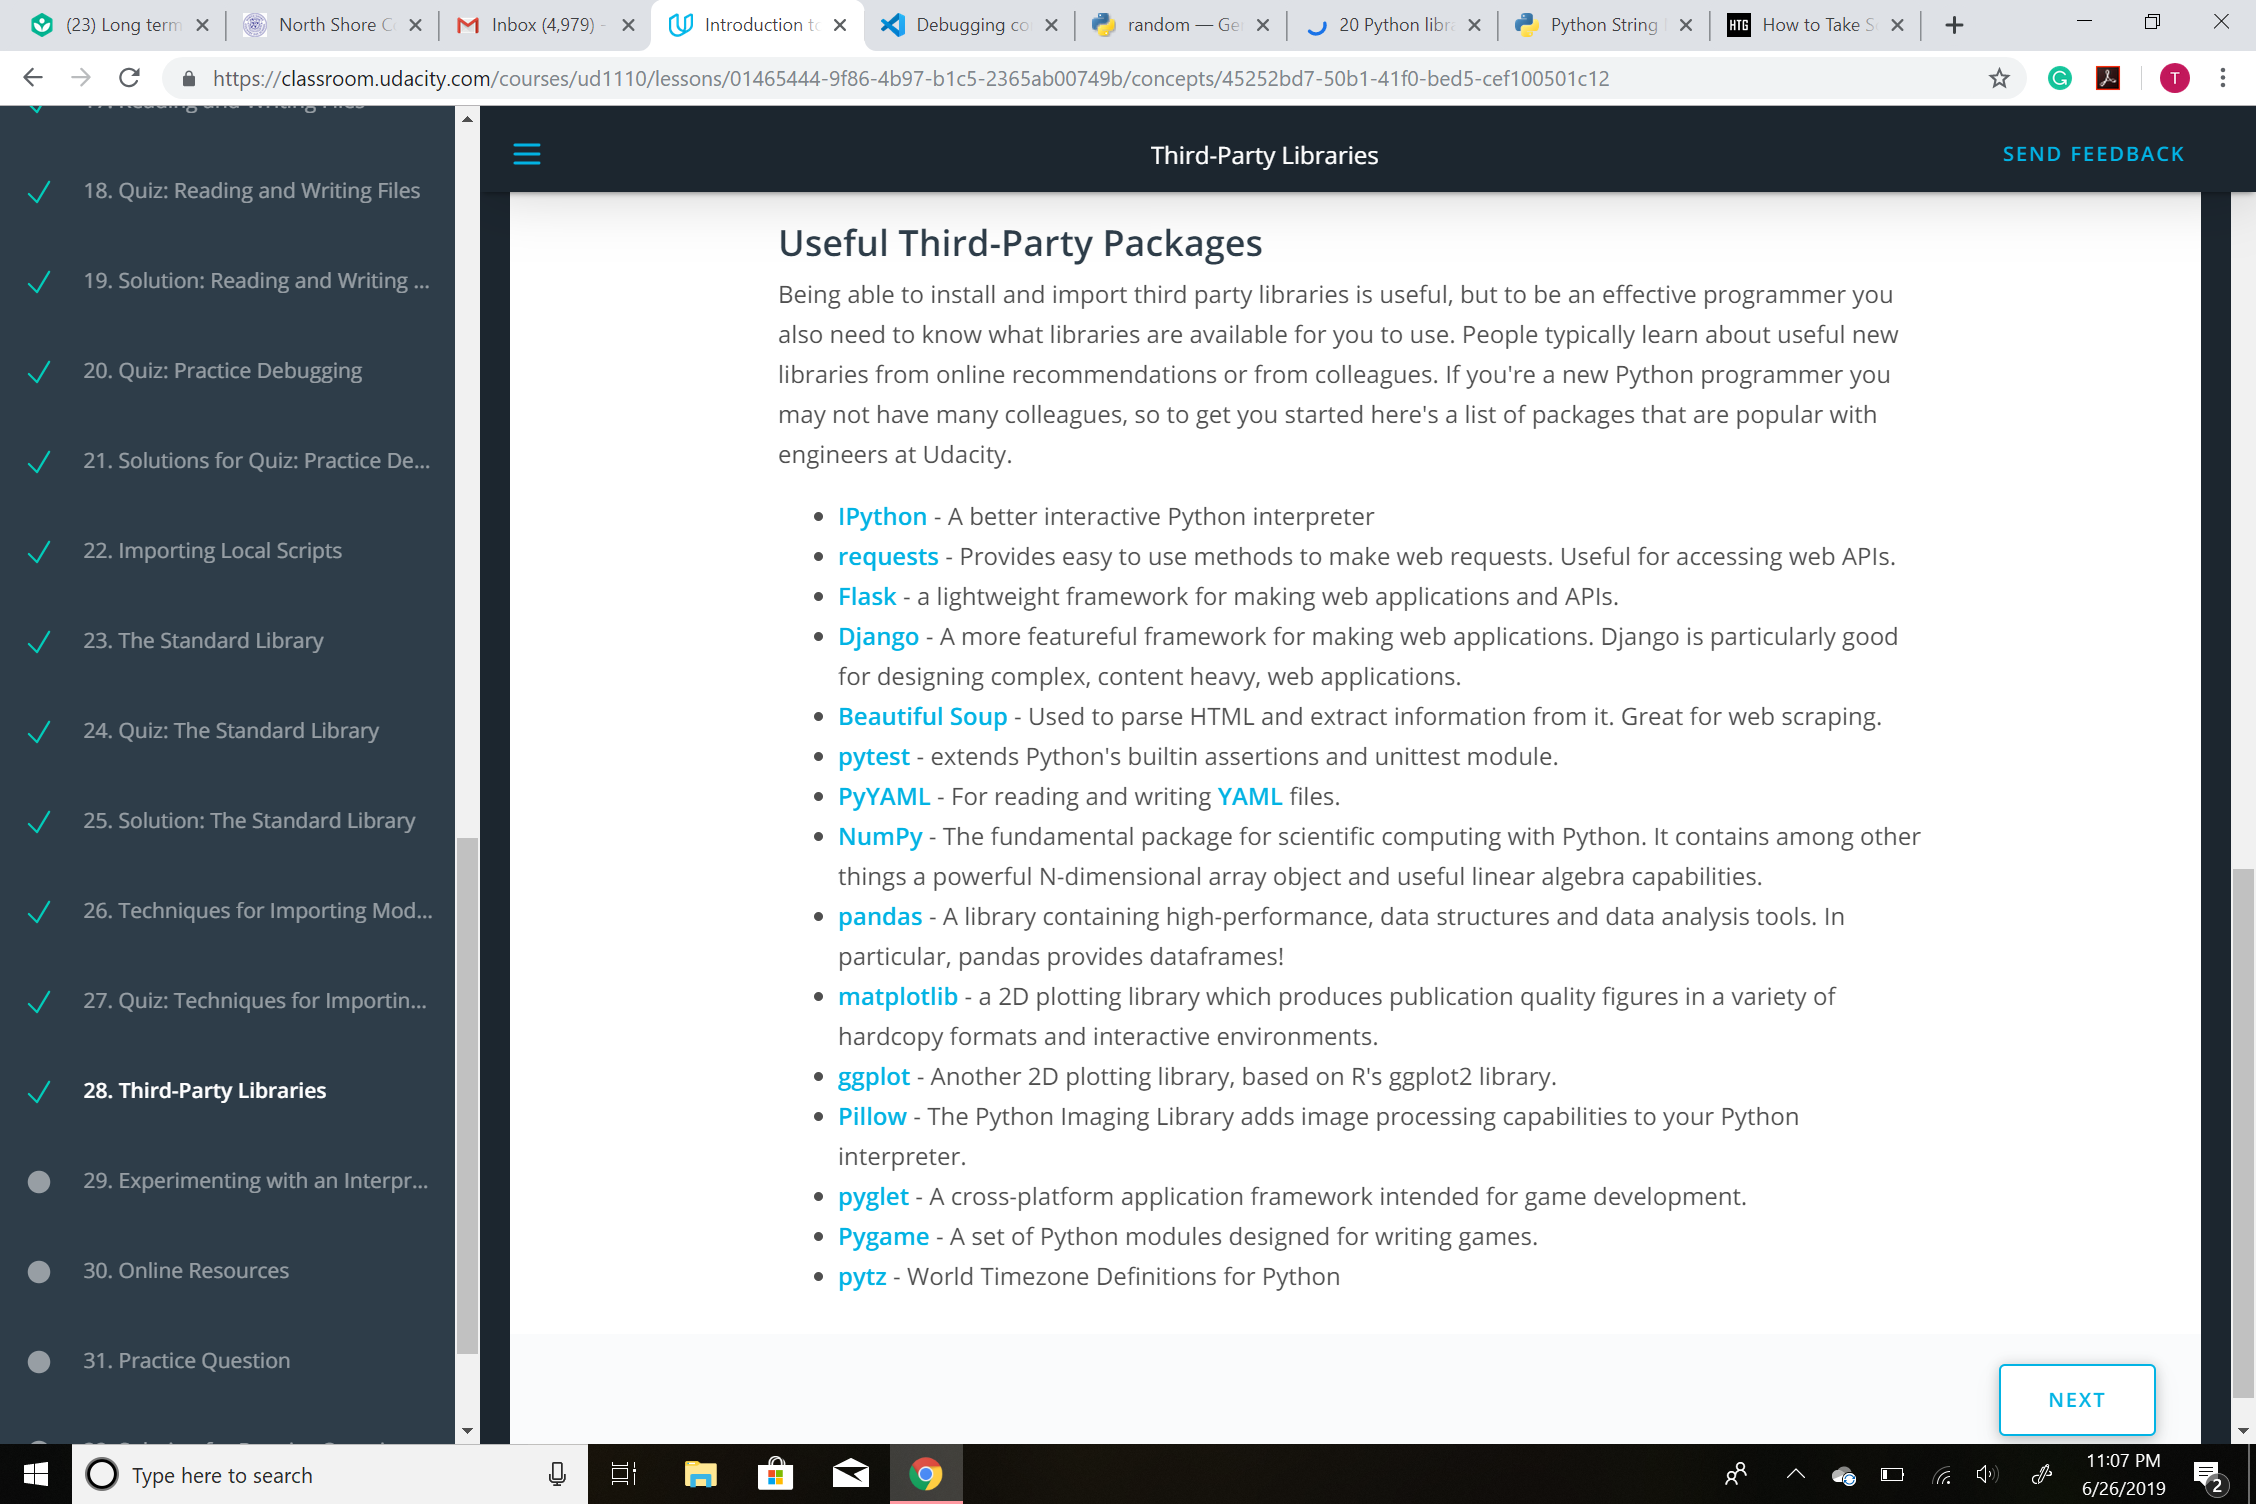 (23) Long term
North Shore C
Inbox (4,979) -
Introduction to
Debugging co
random — Ge
20 Python libr
Python String
HTG
How to Take S
https://classroom.udacity.com/courses/ud1110/lessons/01465444-9f86-4b97-b1c5-2365ab00749b/concepts/45252bd7-50b1-41f0-bed5-cef100501c12
G
T
Reading and Writing Files
18. Quiz: Reading and Writing Files
19. Solution: Reading and Writing ...
20. Quiz: Practice Debugging
21. Solutions for Quiz: Practice De...
22. Importing Local Scripts
23. The Standard Library
24. Quiz: The Standard Library
25. Solution: The Standard Library
26. Techniques for Importing Mod...
27. Quiz: Techniques for Importin...
28. Third-Party Libraries
29. Experimenting with an Interpr...
30. Online Resources
31. Practice Question
Third-Party Libraries
SEND FEEDBACK
Useful Third-Party Packages
Being able to install and import third party libraries is useful, but to be an effective programmer you
also need to know what libraries are available for you to use. People typically learn about useful new
libraries from online recommendations or from colleagues. If you're a new Python programmer you
may not have many colleagues, so to get you started here's a list of packages that are popular with
engineers at Udacity.
• IPython - A better interactive Python interpreter
• requests - Provides easy to use methods to make web requests. Useful for accessing web APIs.
• Flask - a lightweight framework for making web applications and APIs.
• Django - A more featureful framework for making web applications. Django is particularly good
for designing complex, content heavy, web applications.
• Beautiful Soup - Used to parse HTML and extract information from it. Great for web scraping.
• pytest - extends Python's builtin assertions and unittest module.
• PyYAML - For reading and writing YAML files.
• NumPy - The fundamental package for scientific computing with Python. It contains among other
things a powerful N-dimensional array object and useful linear algebra capabilities.
• pandas - A library containing high-performance, data structures and data analysis tools. In
particular, pandas provides dataframes!
• matplotlib - a 2D plotting library which produces publication quality figures in a variety of
hardcopy formats and interactive environments.
• ggplot - Another 2D plotting library, based on R's ggplot2 library.
• Pillow - The Python Imaging Library adds image processing capabilities to your Python
interpreter.
• pyglet - A cross-platform application framework intended for game development.
• Pygame - A set of Python modules designed for writing games.
• pytz - World Timezone Definitions for Python
NEXT
Type here to search
11:07 PM
6/26/2019
2